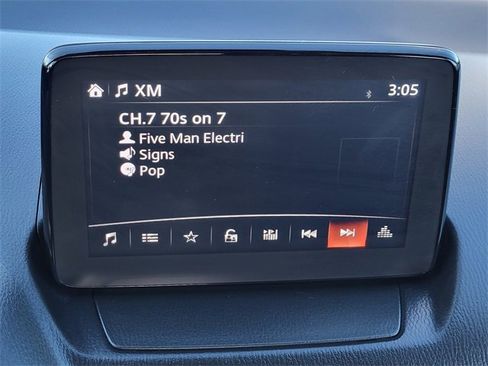 XM 3:05
CH.7 70s on 7
Five Man Electri
Signs
Pop